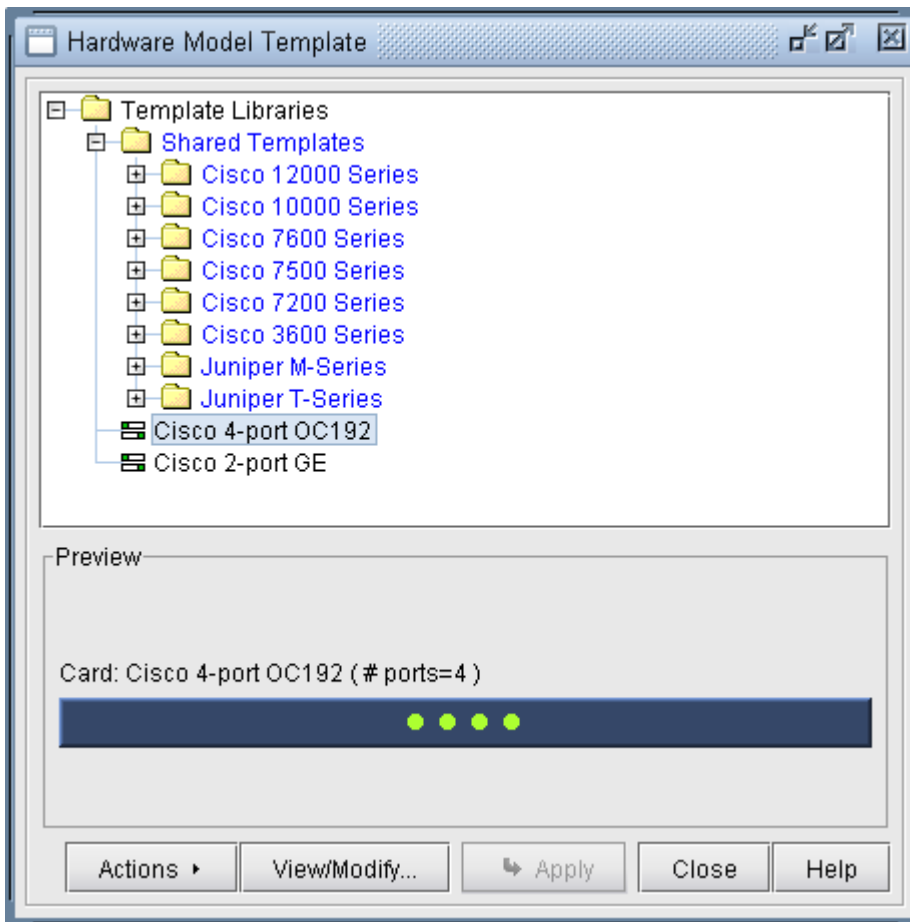 Hardware Model Template
Template Libraries
Shared Templates
Cisco 12000 Series
Cisco 10000 Series
Cisco 7600 Series
Cisco 7500 Series
Cisco 7200 Series
Cisco 3600 Series
Juniper M-Series
Juniper T-Series
Cisco 4-port OC192
Cisco 2-port GE
Preview
Card: Cisco 4-port OC192 ( # ports=4 )
Actions View/Modify... Apply Close Help